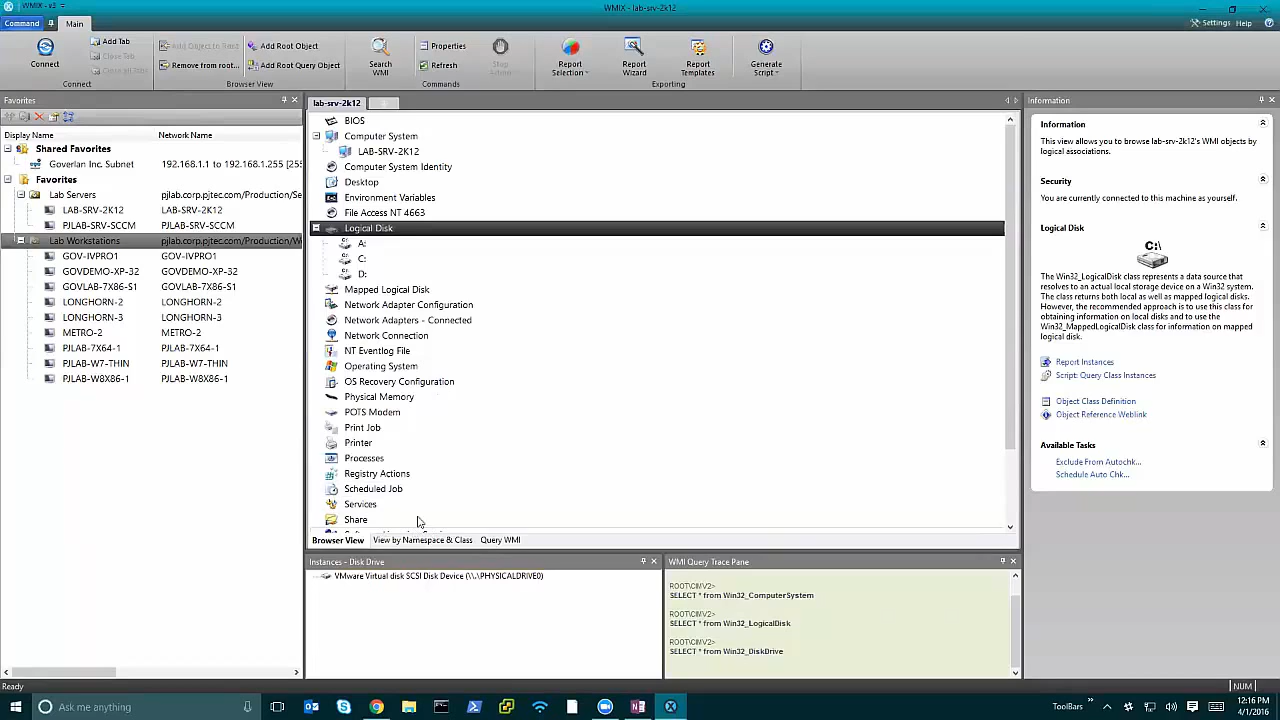 WMIX - v3
WMIX - lab-srv-2k12
Command
Main
Settings
Help
Connect
Add Tab
Close Tab
Close all Tabs
Connect
Add Object to Root
Remove from root...
Add Root Object
Add Root Query Object
Browser View
Search WMI
Properties
Refresh
Stop
Commands
Report Selection
Report Wizard
Report Templates
Exporting
Generate Script
Favorites
Display Name Network Name
Shared Favorites
Goverlan Inc. Subnet 192.168.1.1 to 192.168.1.255 [255
Favorites
Lab Servers pjlab.corp.pjtec.com/Production/Se
LAB-SRV-2K12 LAB-SRV-2K12
PJLAB-SRV-SCCM PJLAB-SRV-SCCM
Lab Workstations pjlab.corp.pjtec.com/Production/W
GOV-IVPRO1 GOV-IVPRO1
GOVDEMO-XP-32 GOVDEMO-XP-32
GOVLAB-7X86-S1 GOVLAB-7X86-S1
LONGHORN-2 LONGHORN-2
LONGHORN-3 LONGHORN-3
METRO-2 METRO-2
PJLAB-7X64-1 PJLAB-7X64-1
PJLAB-W7-THIN PJLAB-W7-THIN
PJLAB-W8X86-1 PJLAB-W8X86-1
lab-srv-2k12
BIOS
Computer System
LAB-SRV-2K12
Computer System Identity
Desktop
Environment Variables
File Access NT 4663
Logical Disk
A:
C:
D:
Mapped Logical Disk
Network Adapter Configuration
Network Adapters - Connected
Network Connection
NT Eventlog File
Operating System
OS Recovery Configuration
Physical Memory
POTS Modem
Print Job
Printer
Processes
Registry Actions
Scheduled Job
Services
Share
Browser View View by Namespace & Class Query WMI
Instances - Disk Drive
VMware Virtual disk SCSI Disk Device (\\.\PHYSICALDRIVE0)
WMI Query Trace Pane
ROOT\CIMV2>
SELECT * from Win32_ComputerSystem
ROOT\CIMV2>
SELECT * from Win32_LogicalDisk
ROOT\CIMV2>
SELECT * from Win32_DiskDrive
Information
Information
This view allows you to browse lab-srv-2k12's WMI objects by
logical associations.
Security
You are currently connected to this machine as yourself.
Logical Disk
C:\
The Win32_LogicalDisk class represents a data source that
resolves to an actual local storage device on a Win32 system.
The class returns both local as well as mapped logical disks.
However, the recommended approach is to use this class for
obtaining information on local disks and to use the
Win32_MappedLogicalDisk class for information on mapped
logical disk.
Report Instances
Script: Query Class Instances
Object Class Definition
Object Reference Weblink
Available Tasks
Exclude From Autochk...
Schedule Auto Chk...
Ready
NUM
Ask me anything
ToolBars
12:16 PM
4/1/2016